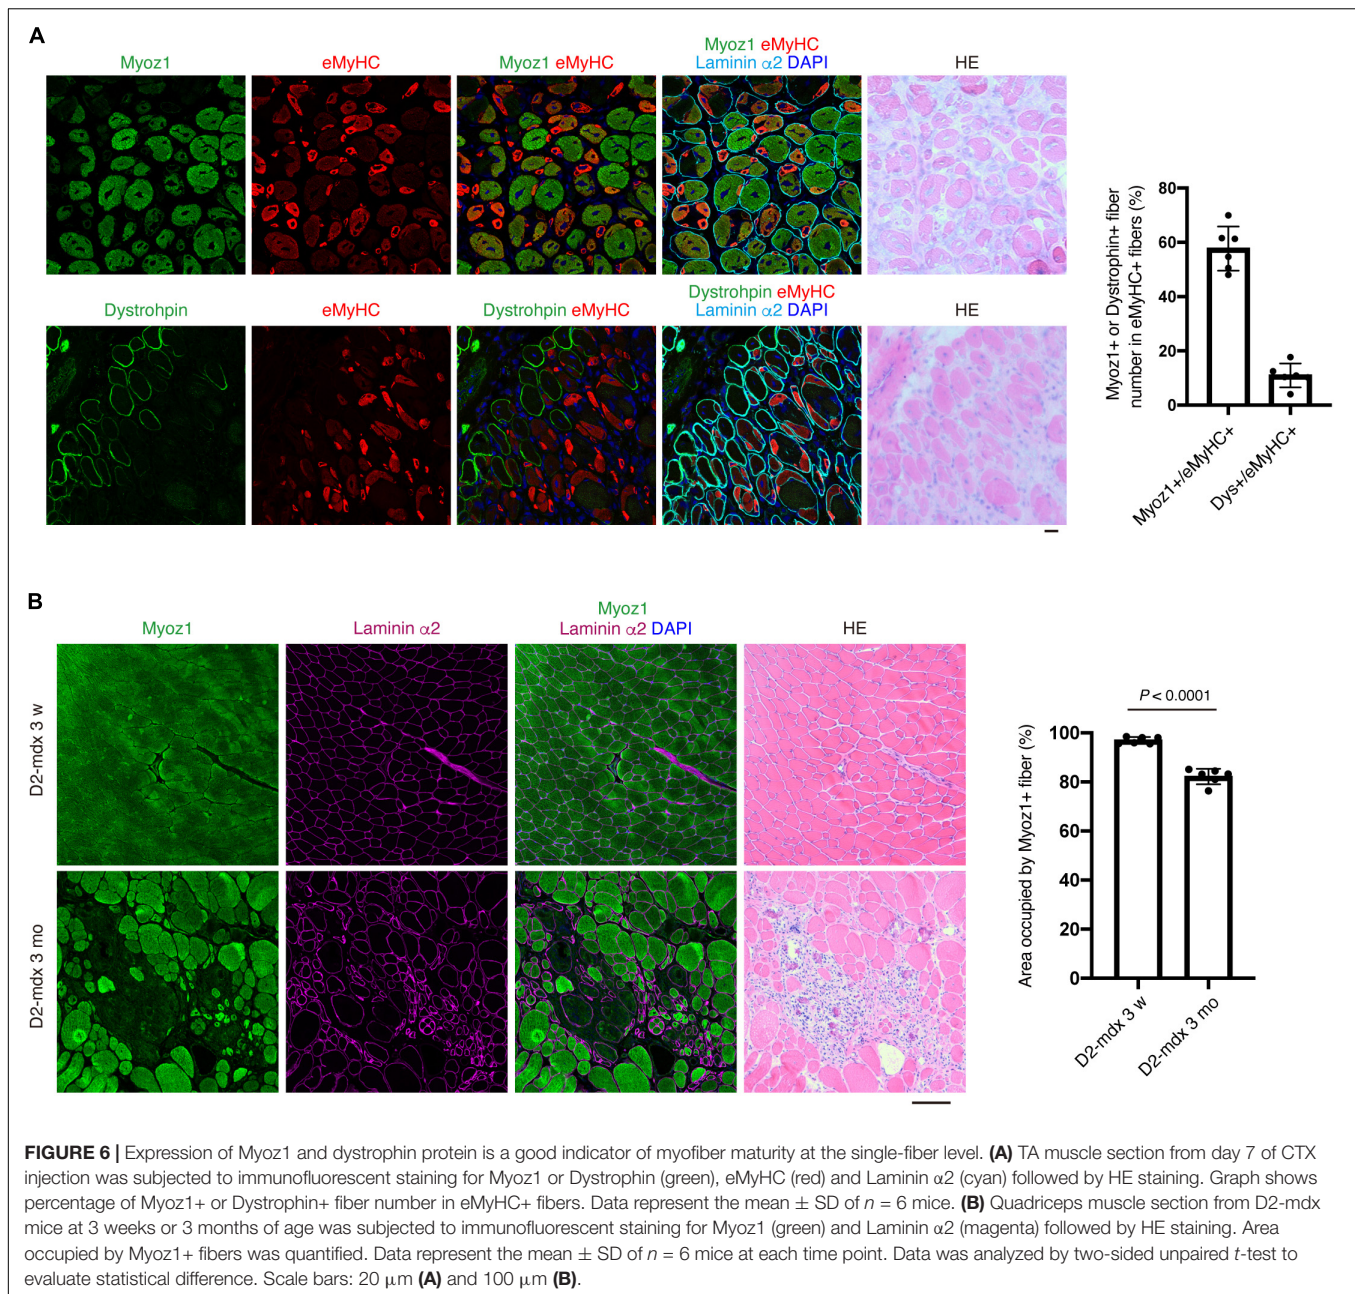 A
Myoz1
eMyHC
Myoz1 eMyHC
Myoz1 eMyHC
Laminin α2 DAPI
HE
Dystrohpin
eMyHC
Dystrohpin eMyHC
Dystrohpin eMyHC
Laminin α2 DAPI
HE
Myoz1+ or Dystrophin+ fiber
number in eMyHC+ fibers (%)
80
60
40
20
0
Myoz1+/eMyHC+
Dys+/eMyHC+
B
Myoz1
Laminin α2
Myoz1
Laminin α2 DAPI
HE
D2-mdx 3 w
D2-mdx 3 mo
P < 0.0001
Area occupied by Myoz1+ fiber (%)
100
80
60
40
20
0
D2-mdx 3 w
D2-mdx 3 mo
FIGURE 6 | Expression of Myoz1 and dystrophin protein is a good indicator of myofiber maturity at the single-fiber level. (A) TA muscle section from day 7 of CTX
injection was subjected to immunofluorescent staining for Myoz1 or Dystrophin (green), eMyHC (red) and Laminin α2 (cyan) followed by HE staining. Graph shows
percentage of Myoz1+ or Dystrophin+ fiber number in eMyHC+ fibers. Data represent the mean ± SD of n = 6 mice. (B) Quadriceps muscle section from D2-mdx
mice at 3 weeks or 3 months of age was subjected to immunofluorescent staining for Myoz1 (green) and Laminin α2 (magenta) followed by HE staining. Area
occupied by Myoz1+ fibers was quantified. Data represent the mean ± SD of n = 6 mice at each time point. Data was analyzed by two-sided unpaired t-test to
evaluate statistical difference. Scale bars: 20 μm (A) and 100 μm (B).